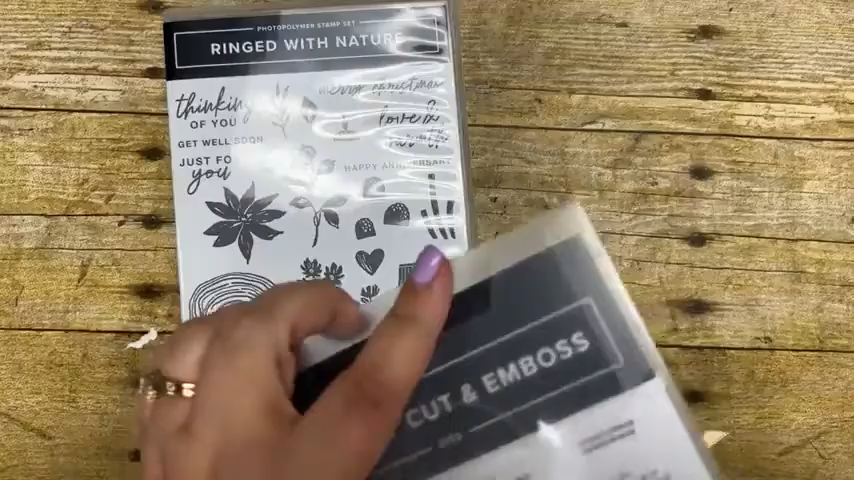 PHOTOPOLYMER STAMP SET
RINGED WITH NATURE
thinking
OF YOU
merry christmas
love &
GET WELL SOON
JUST FO
you
HAPPY ANNIVERSARY
CUT & EMBOSS